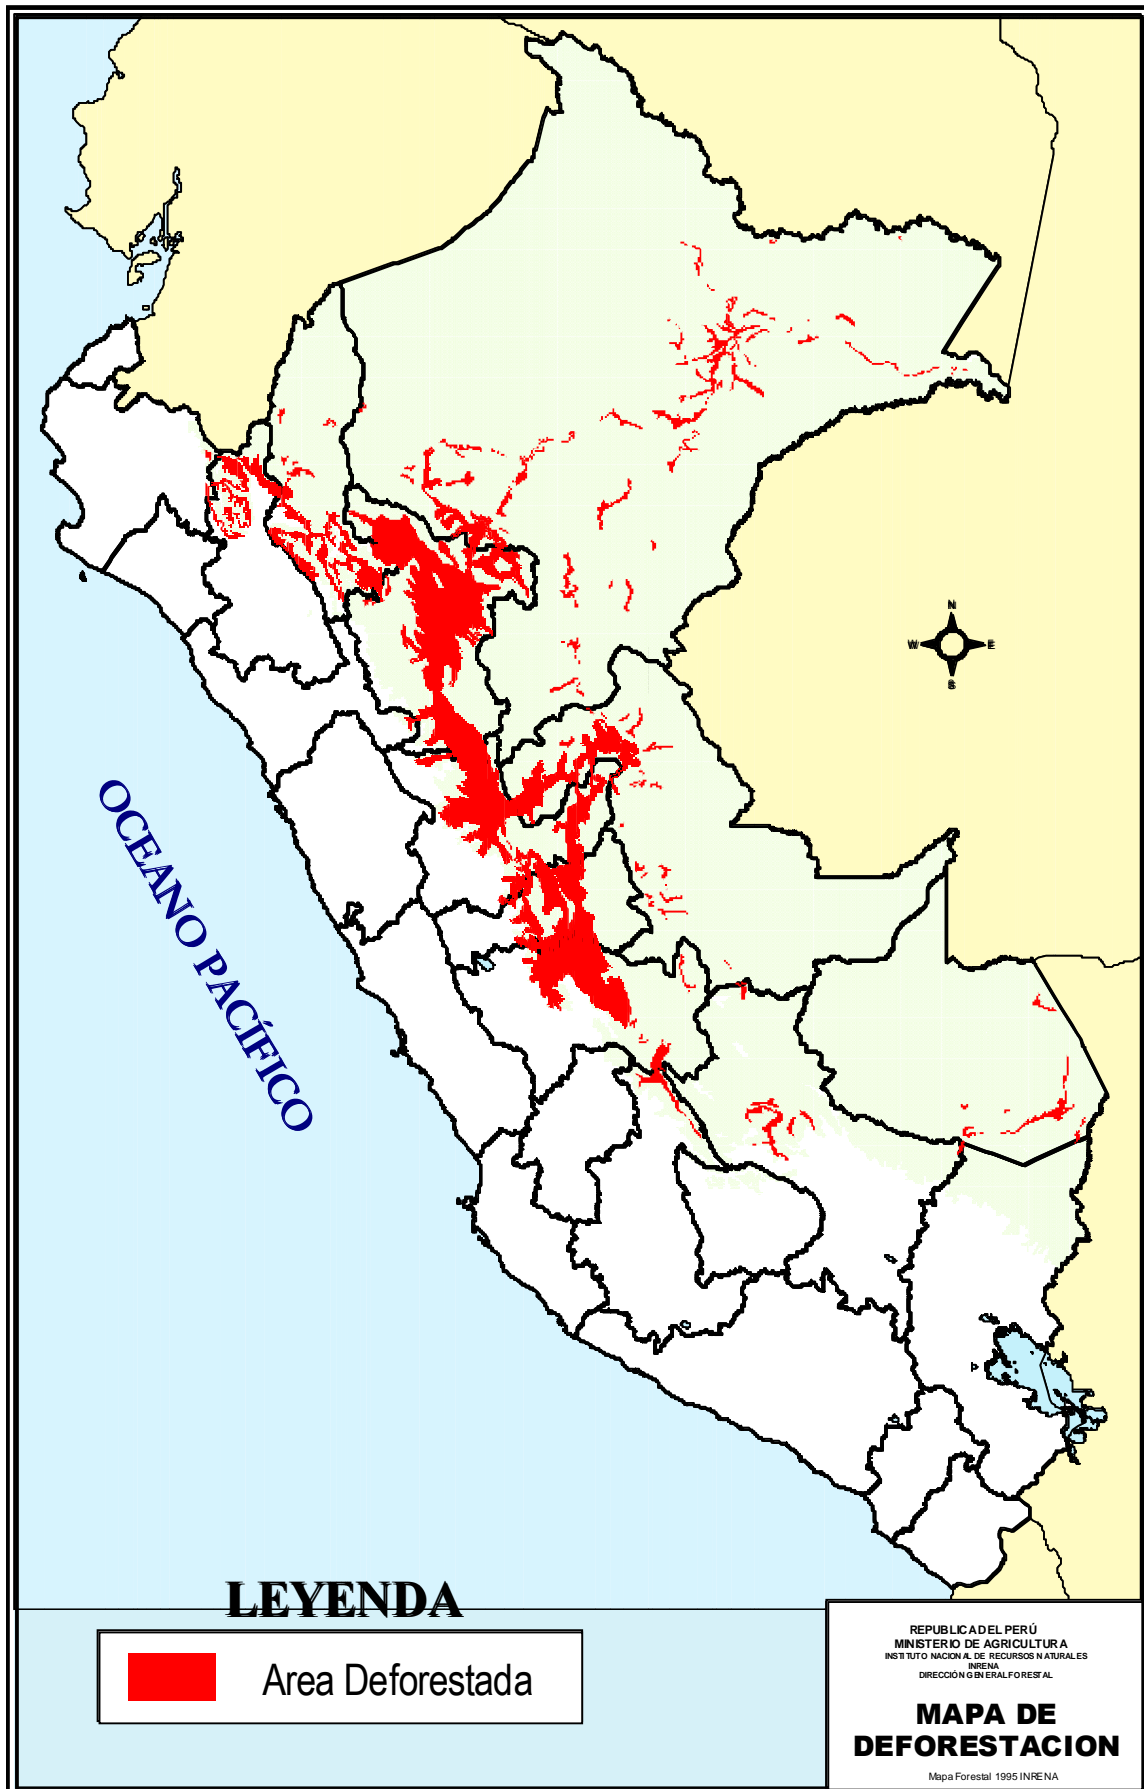 N
W E
S
OCEANO PACÍFICO
LEYENDA
Area Deforestada
REPUBLICA DEL PERÚ
MINISTERIO DE AGRICULTURA
INSTITUTO NACIONAL DE RECURSOS NATURALES
INRENA
DIRECCIÓN GENERAL FORESTAL
MAPA DE
DEFORESTACION
Mapa Forestal 1995 INRENA